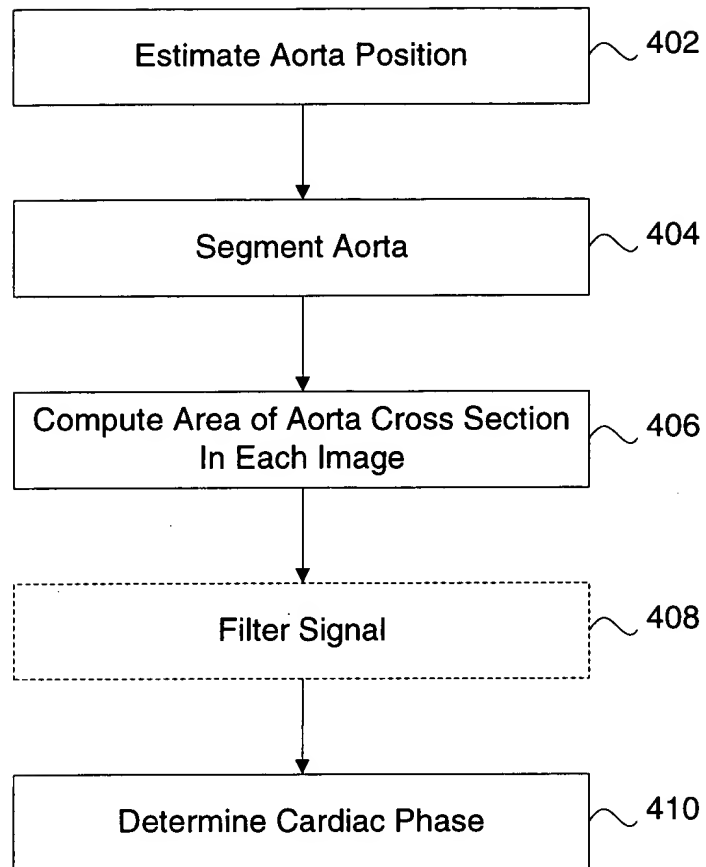 Estimate Aorta Position
402
Segment Aorta
404
Compute Area of Aorta Cross Section
In Each Image
406
Filter Signal
408
Determine Cardiac Phase
410